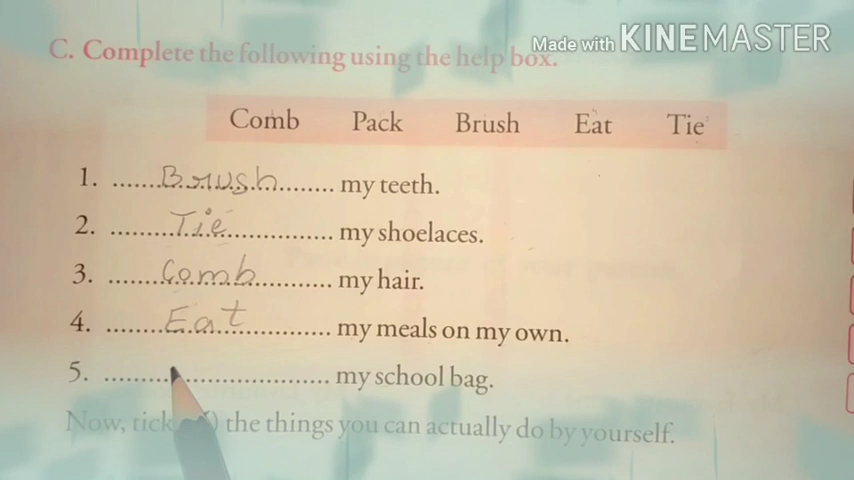 Made with KINEMASTER
C. Complete the following using the help box.
Comb Pack Brush Eat Tie
1. ......Brush........ my teeth.
2. ........Tie.............. my shoelaces.
3. .......Comb........... my hair.
4. ........Eat............. my meals on my own.
5. ................................. my school bag.
Now, tick ) the things you can actually do by yourself.